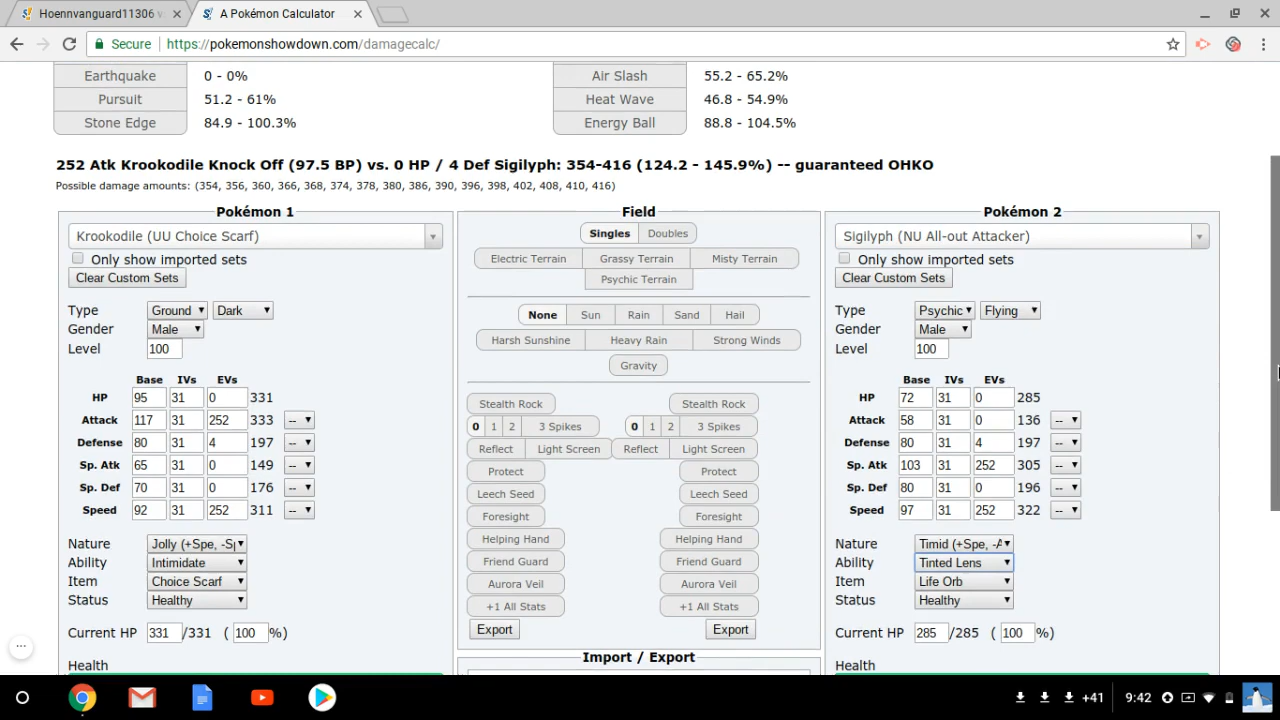 Hoennvanguard11306 v
A Pokémon Calculator
Secure https://pokemonshowdown.com/damagecalc/
Earthquake 0 - 0% Air Slash 55.2 - 65.2%
Pursuit 51.2 - 61% Heat Wave 46.8 - 54.9%
Stone Edge 84.9 - 100.3% Energy Ball 88.8 - 104.5%
252 Atk Krookodile Knock Off (97.5 BP) vs. 0 HP / 4 Def Sigilyph: 354-416 (124.2 - 145.9%) -- guaranteed OHKO
Possible damage amounts: (354, 356, 360, 366, 368, 374, 378, 380, 386, 390, 396, 398, 402, 408, 410, 416)
Pokémon 1
Krookodile (UU Choice Scarf)
Only show imported sets
Clear Custom Sets
Type Ground Dark
Gender Male
Level 100
Base IVs EVs
HP 95 31 0 331
Attack 117 31 252 333 --
Defense 80 31 4 197 --
Sp. Atk 65 31 0 149 --
Sp. Def 70 31 0 176 --
Speed 92 31 252 311 --
Nature Jolly (+Spe, -Sp
Ability Intimidate
Item Choice Scarf
Status Healthy
Current HP 331 /331 ( 100 %)
Health
Field
Singles Doubles
Electric Terrain Grassy Terrain Misty Terrain
Psychic Terrain
None Sun Rain Sand Hail
Harsh Sunshine Heavy Rain Strong Winds
Gravity
Stealth Rock Stealth Rock
0 1 2 3 Spikes 0 1 2 3 Spikes
Reflect Light Screen Reflect Light Screen
Protect Protect
Leech Seed Leech Seed
Foresight Foresight
Helping Hand Helping Hand
Friend Guard Friend Guard
Aurora Veil Aurora Veil
+1 All Stats +1 All Stats
Export Export
Import / Export
Pokémon 2
Sigilyph (NU All-out Attacker)
Only show imported sets
Clear Custom Sets
Type Psychic Flying
Gender Male
Level 100
Base IVs EVs
HP 72 31 0 285
Attack 58 31 0 136 --
Defense 80 31 4 197 --
Sp. Atk 103 31 252 305 --
Sp. Def 80 31 0 196 --
Speed 97 31 252 322 --
Nature Timid (+Spe, -A
Ability Tinted Lens
Item Life Orb
Status Healthy
Current HP 285 /285 ( 100 %)
Health
+41 9:42